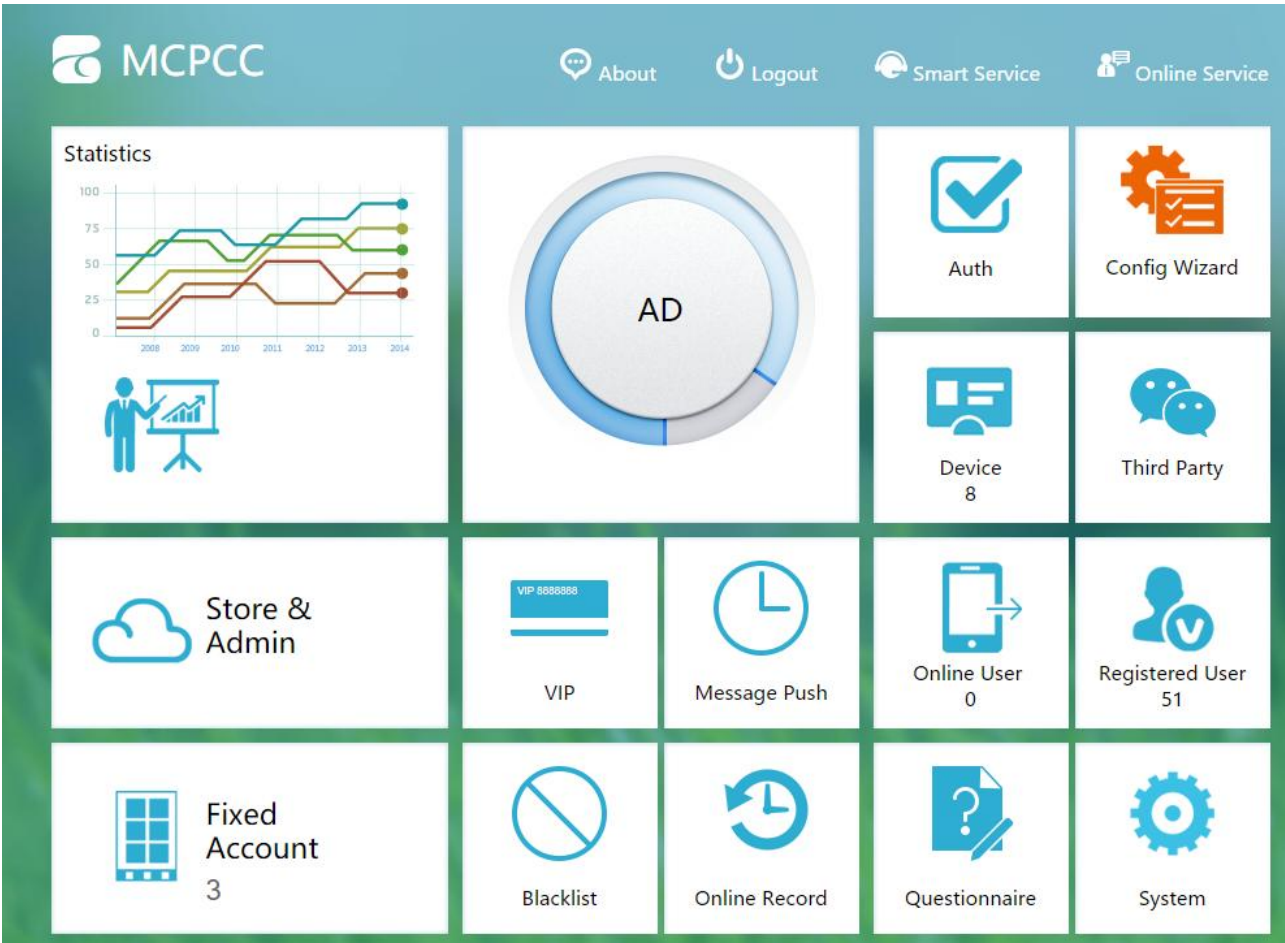 MCPCC
About
Logout
Smart Service
Online Service
Statistics
100
75
50
25
0
2008 2009 2010 2011 2012 2013 2014
AD
Auth
Config Wizard
Device
8
Third Party
Store &
Admin
VIP 8688888
VIP
Message Push
Online User
0
Registered User
51
Fixed
Account
3
Blacklist
Online Record
Questionnaire
System